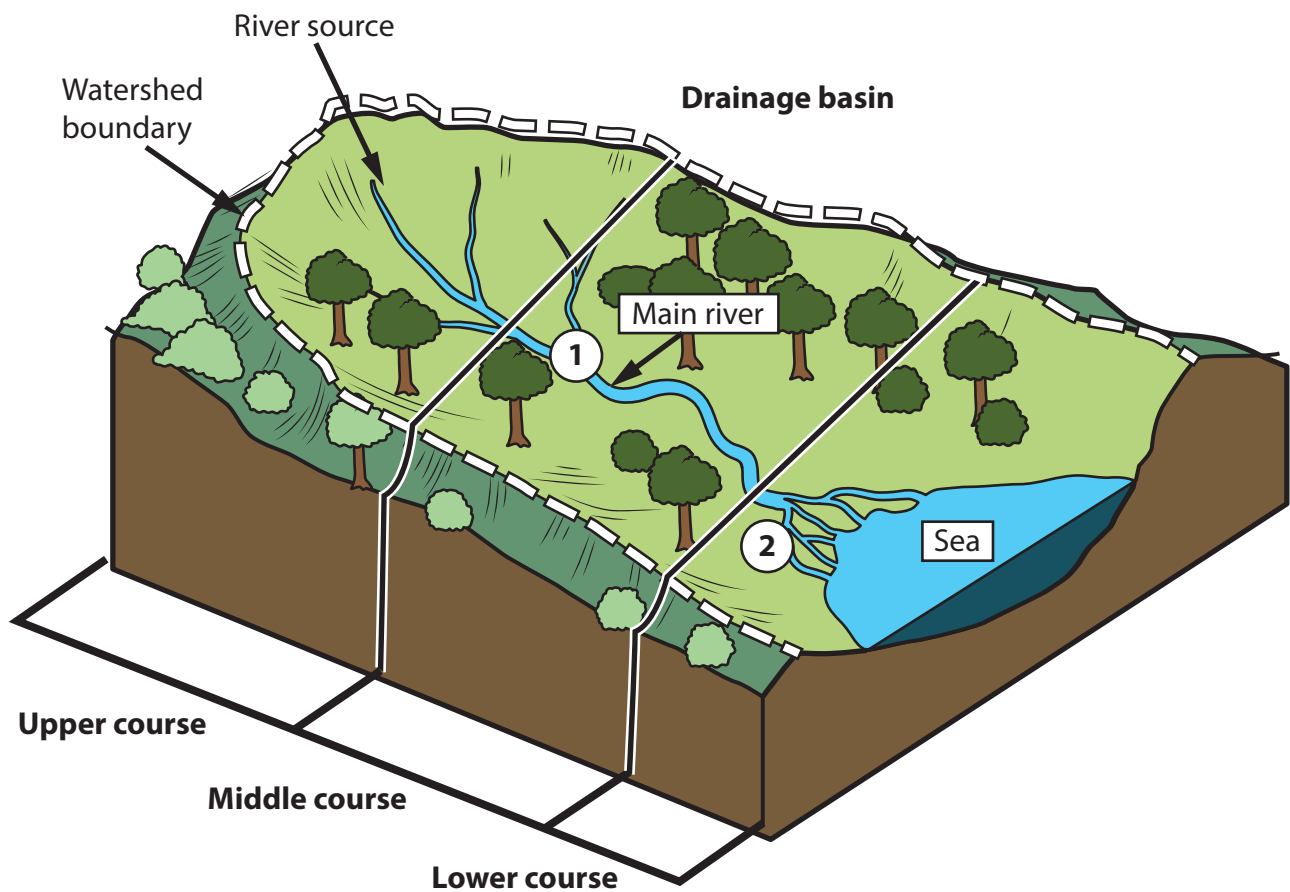 River source
Watershed
boundary
Drainage basin
Main river
1
2
Sea
Upper course
Middle course
Lower course